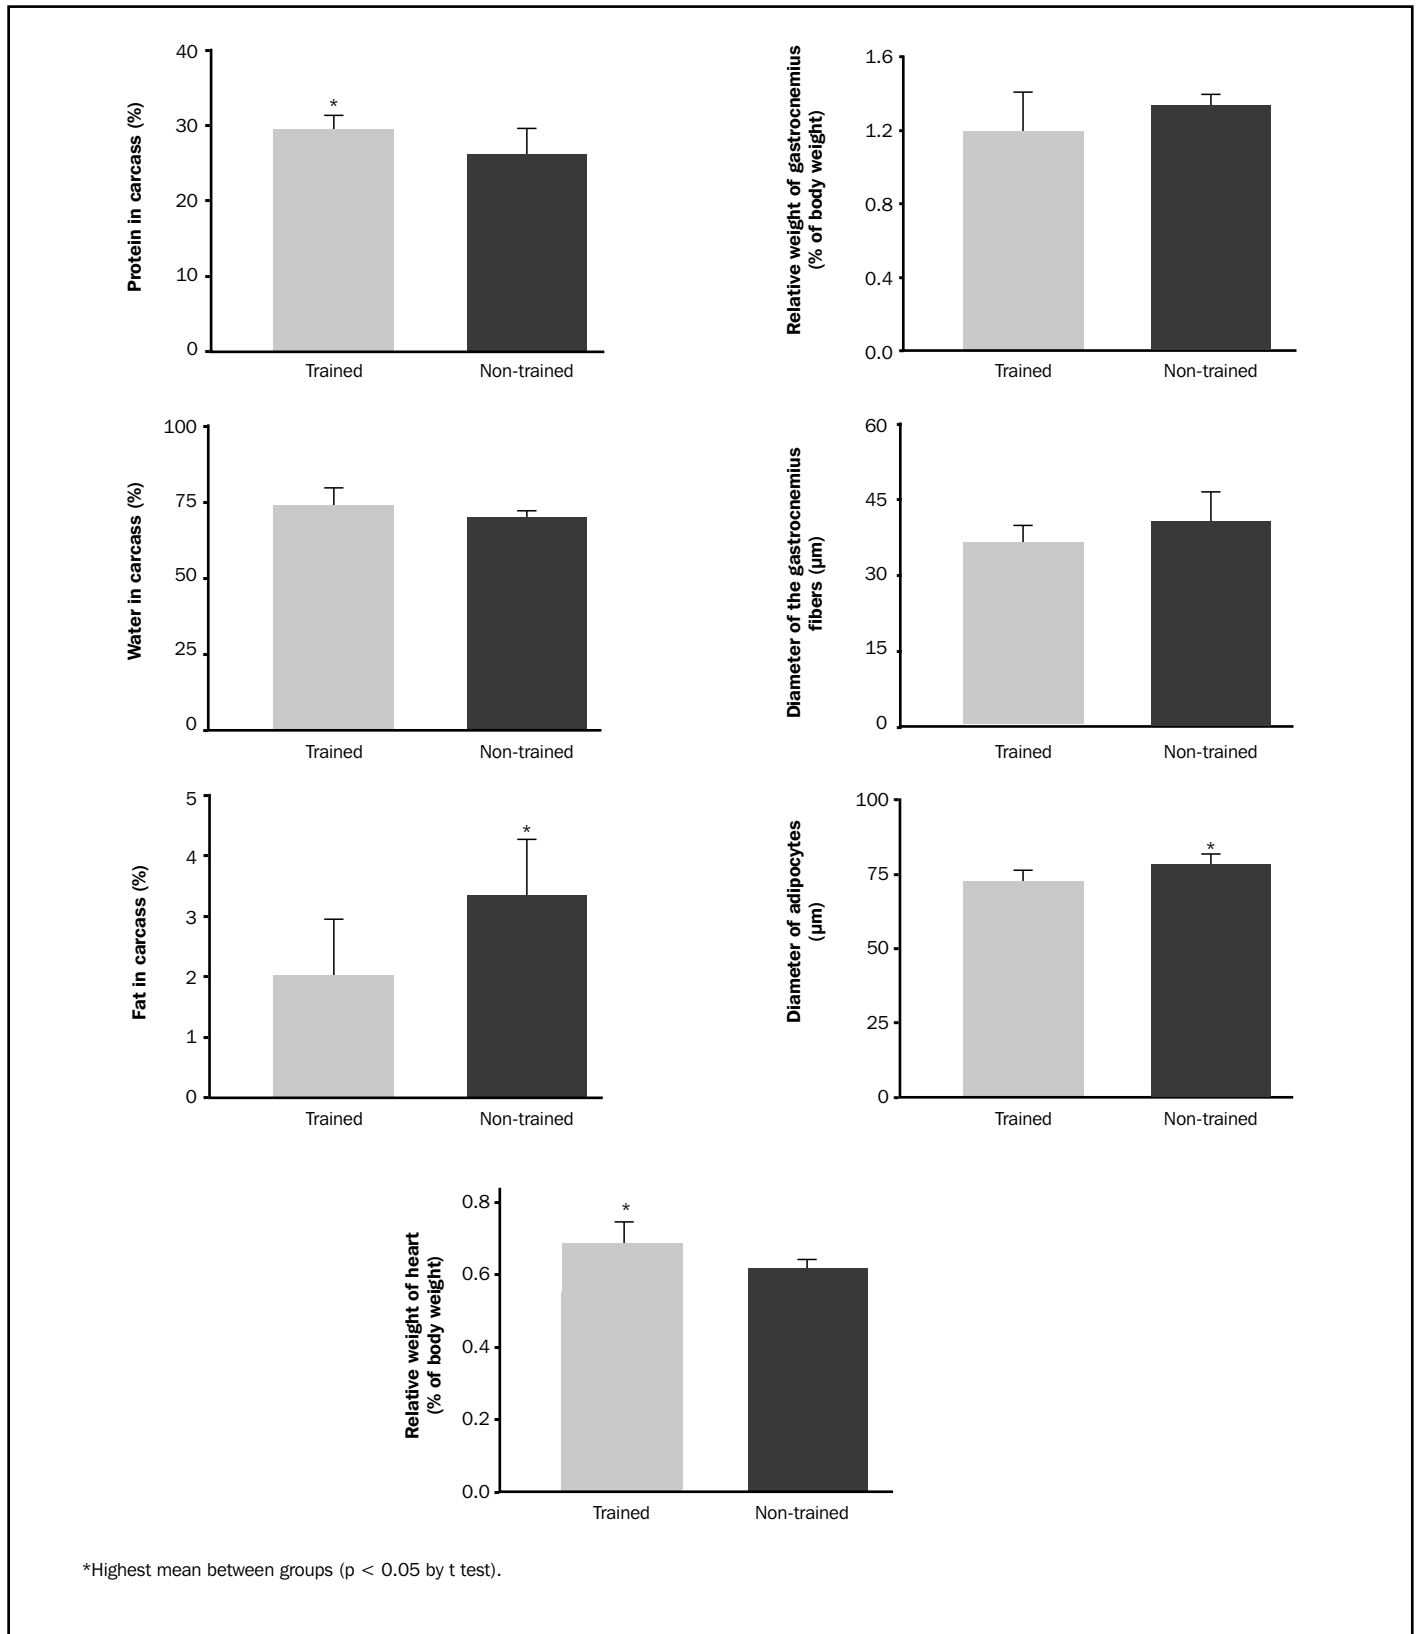 Protein in carcass (%)
40
30
20
10
0
*
Trained
Non-trained
Relative weight of gastrocnemius
(% of body weight)
1.6
1.2
0.8
0.4
0.0
Trained
Non-trained
Water in carcass (%)
100
75
50
25
0
Trained
Non-trained
Diameter of the gastrocnemius
fibers (µm)
60
45
30
15
0
Trained
Non-trained
Fat in carcass (%)
5
4
3
2
1
0
*
Trained
Non-trained
Diameter of adipocytes
(µm)
100
75
50
25
0
*
Trained
Non-trained
Relative weight of heart
(% of body weight)
0.8
0.6
0.4
0.2
0.0
*
Trained
Non-trained
*Highest mean between groups (p < 0.05 by t test).